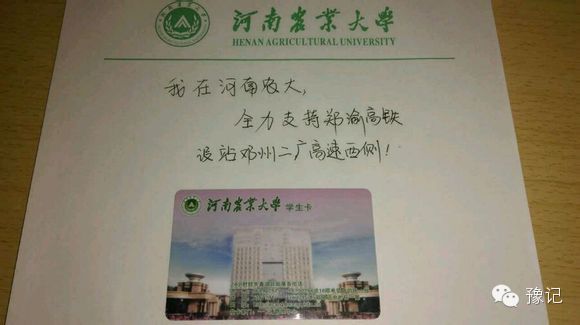 河南农业大学
HENAN AGRICULTURAL UNIVERSITY
我在河南农大,
全力支持郑渝高铁
设站邓州二广高速西侧!
河南农业大学 学生卡
豫记